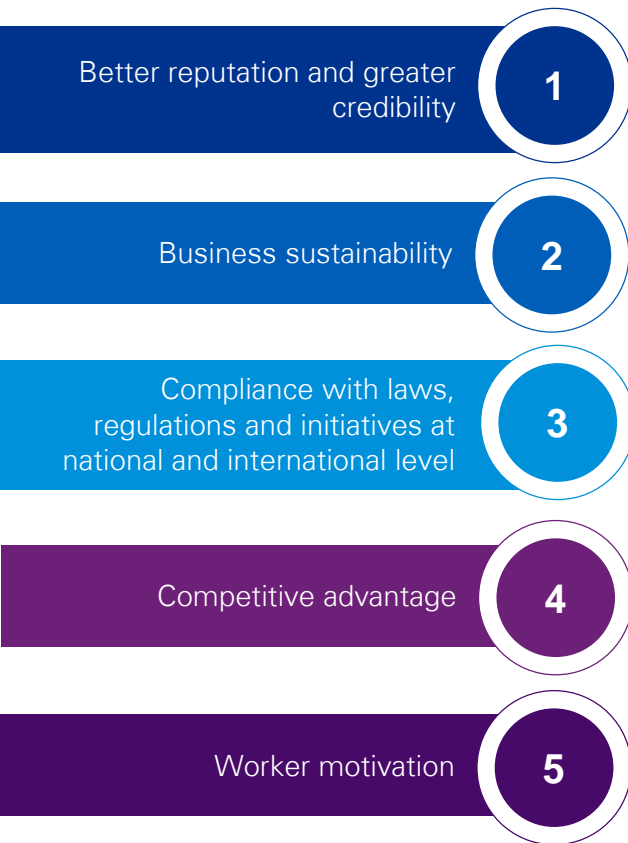 Better reputation and greater
credibility
1
Business sustainability
2
Compliance with laws,
regulations and initiatives at
national and international level
3
Competitive advantage
4
Worker motivation
5